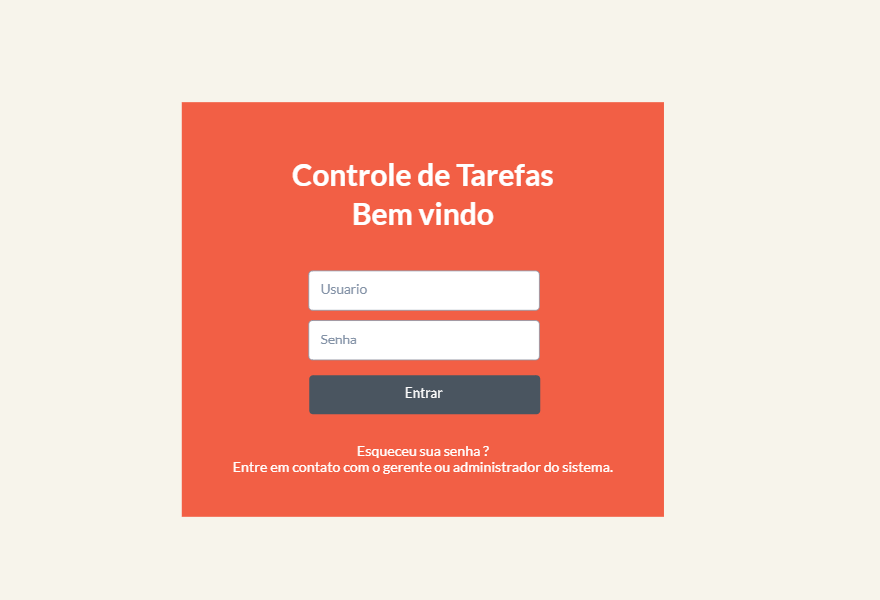 Controle de Tarefas
Bem vindo
Usuario
Senha
Entrar
Esqueceu sua senha ?
Entre em contato com o gerente ou administrador do sistema.